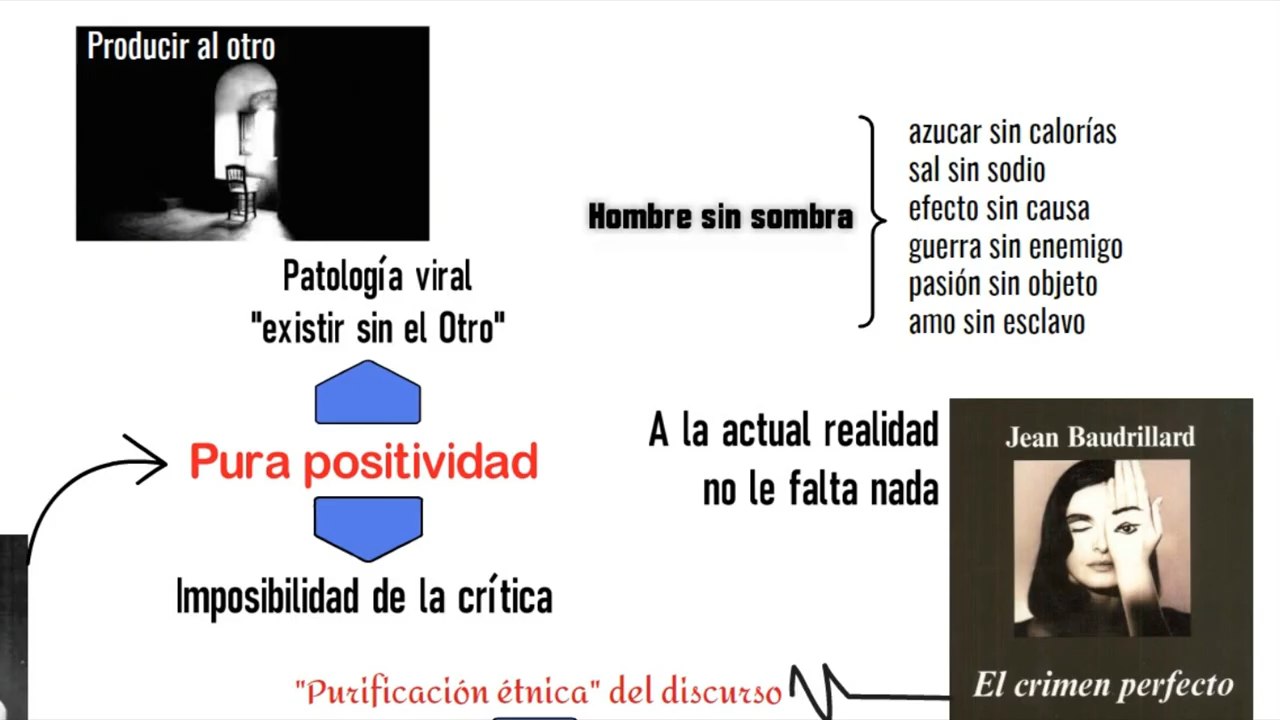 Producir al otro
Patología viral
"existir sin el Otro"
Pura positividad
Imposibilidad de la crítica
Hombre sin sombra
azucar sin calorías
sal sin sodio
efecto sin causa
guerra sin enemigo
pasión sin objeto
amo sin esclavo
A la actual realidad
no le falta nada
Jean Baudrillard
El crimen perfecto
"Purificación étnica" del discurso